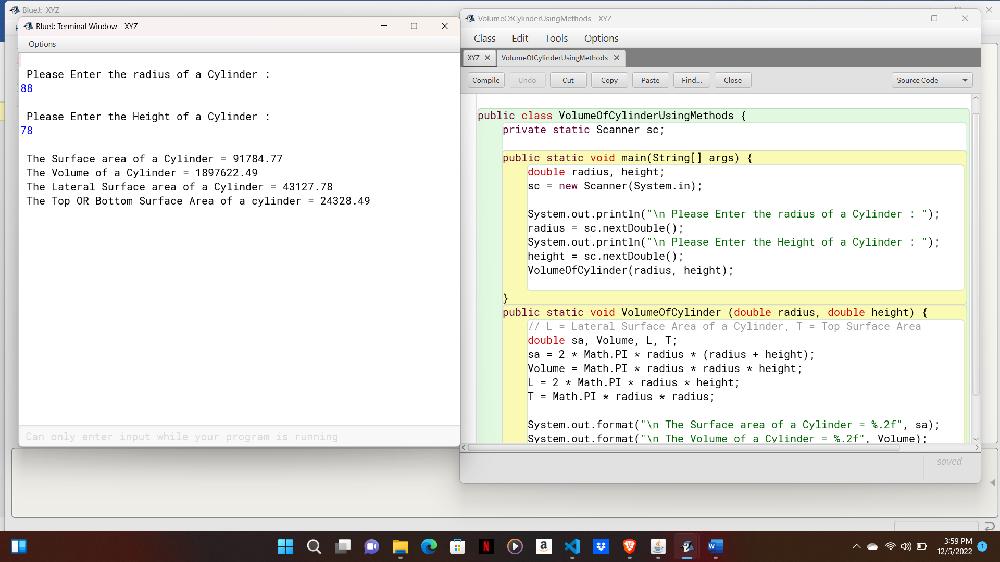 BlueJ: XYZ
BlueJ: Terminal Window - XYZ
Options
Please Enter the radius of a Cylinder :
88
Please Enter the Height of a Cylinder :
78
The Surface area of a Cylinder = 91784.77
The Volume of a Cylinder = 1897622.49
The Lateral Surface area of a Cylinder = 43127.78
The Top OR Bottom Surface Area of a cylinder = 24328.49
Can only enter input while your program is running
VolumeOfCylinderUsingMethods - XYZ
Class Edit Tools Options
XYZ VolumeOfCylinderUsingMethods
Compile Undo Cut Copy Paste Find... Close Source Code
public class VolumeOfCylinderUsingMethods {
private static Scanner sc;
public static void main(String[] args) {
double radius, height;
sc = new Scanner(System.in);
System.out.println("\n Please Enter the radius of a Cylinder : ");
radius = sc.nextDouble();
System.out.println("\n Please Enter the Height of a Cylinder : ");
height = sc.nextDouble();
VolumeOfCylinder(radius, height);
}
public static void VolumeOfCylinder (double radius, double height) {
// L = Lateral Surface Area of a Cylinder, T = Top Surface Area
double sa, Volume, L, T;
sa = 2 * Math.PI * radius * (radius + height);
Volume = Math.PI * radius * radius * height;
L = 2 * Math.PI * radius * height;
T = Math.PI * radius * radius;
System.out.format("\n The Surface area of a Cylinder = %.2f", sa);
System.out.format("\n The Volume of a Cylinder = %.2f", Volume);
saved
3:59 PM
12/5/2022
1